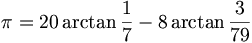 π = 20 arctan 1/7 − 8 arctan 3/79